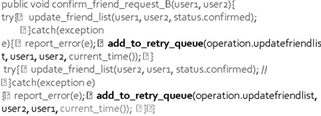 public void confirm_friend_request_B(user1, user2){
try{ update_friend_list(user1, user2, status.confirmed);
}catch(exception
e){ report_error(e); add_to_retry_queue(operation.updatefriendlis
t, user1, user2, current_time()); }
try{ update_friend_list(user2, user1, status.confirmed); //
}catch(exception e)
{ report_error(e); add_to_retry_queue(operation.updatefriendlist,
user2, user1, current_time()); }}